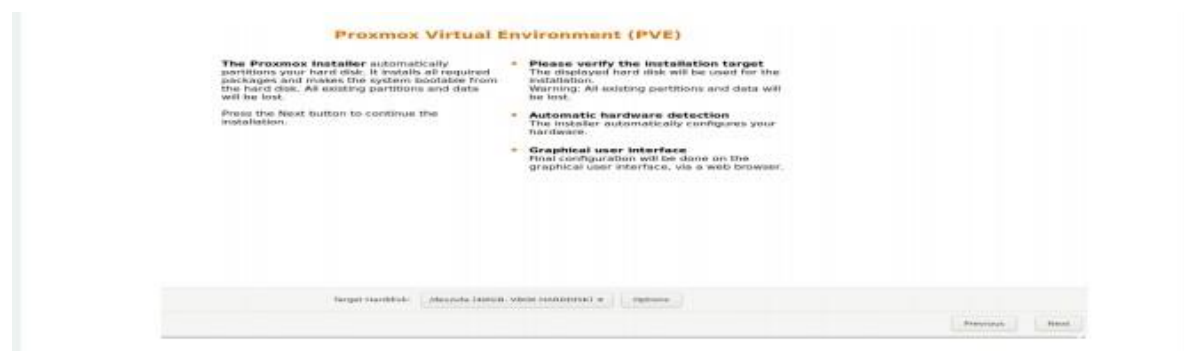 Proxmox Virtual Environment (PVE)
The Proxmox Installer automatically
partitions your hard disk. It installs all required
packages and makes the system bootable from
the hard disk. All existing partitions and data
will be lost.
Press the Next button to continue the
installation.
Please verify the installation target
The displayed hard disk will be used for the
installation.
Warning: All existing partitions and data will
be lost.
Automatic hardware detection
The installer automatically configures your
hardware.
Graphical user interface
Final configuration will be done on the
graphical user interface, via a web browser.
Target Harddisk:
VBOX HARDDISK)
Options
Previous
Next